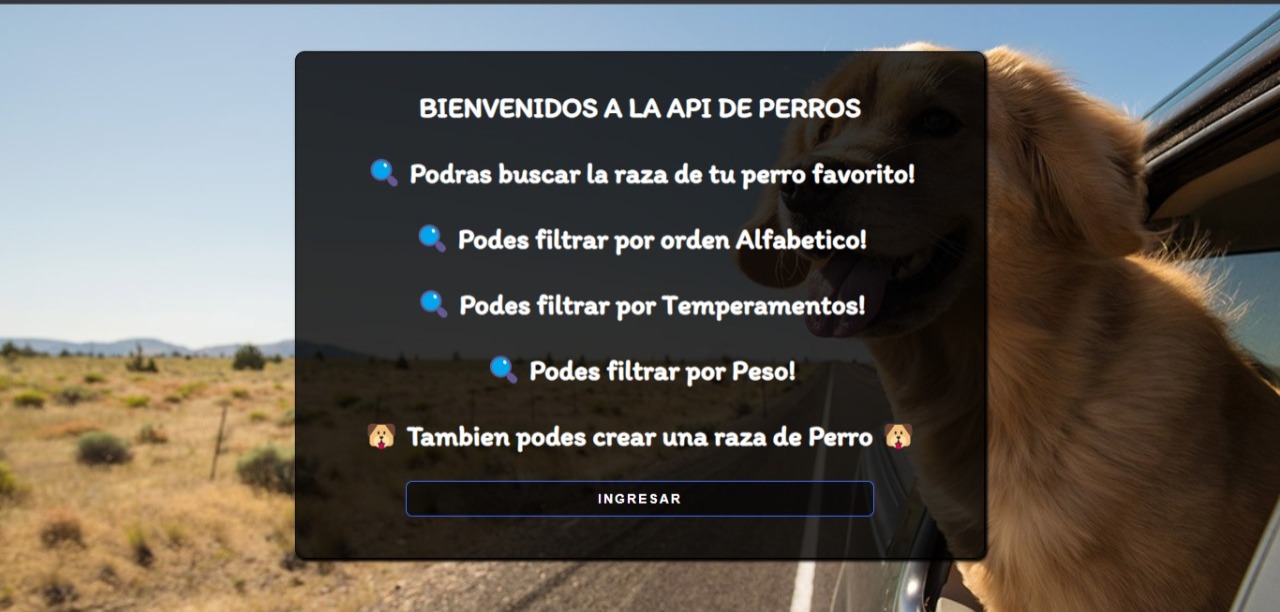 BIENVENIDOS A LA API DE PERROS
🔍 Podras buscar la raza de tu perro favorito!
🔍 Podes filtrar por orden Alfabetico!
🔍 Podes filtrar por Temperamentos!
🔍 Podes filtrar por Peso!
🐶 Tambien podes crear una raza de Perro 🐶
INGRESAR